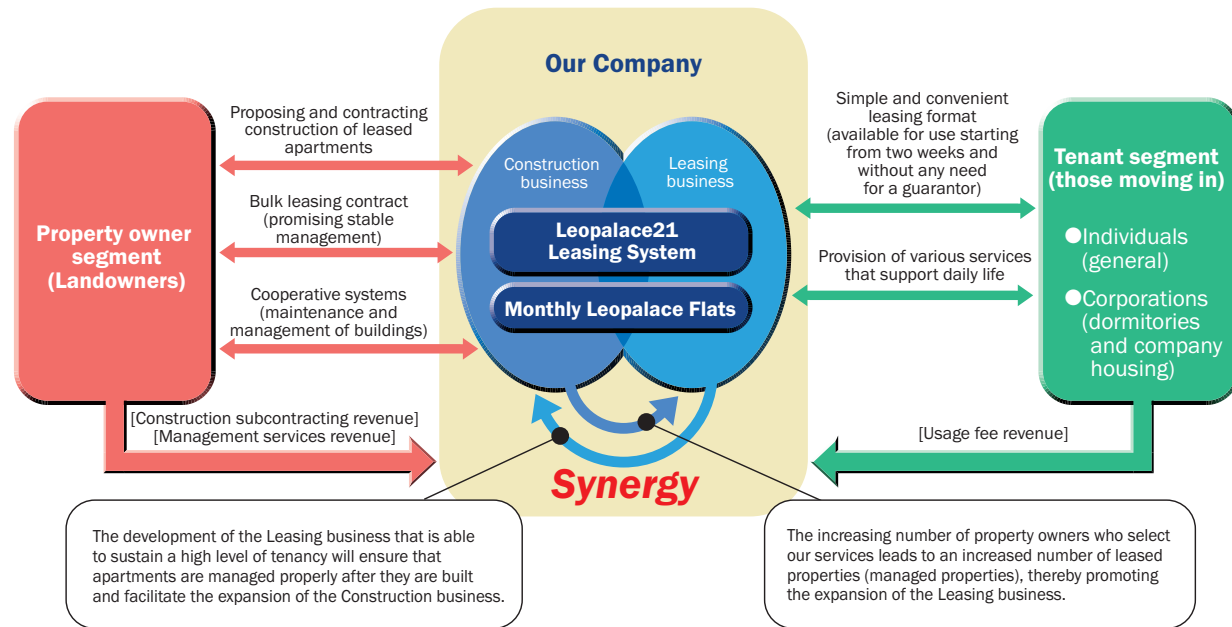 Our Company
Proposing and contracting
construction of leased
apartments
Bulk leasing contract
(promising stable
management)
Cooperative systems
(maintenance and
management of buildings)
Property owner
segment
(Landowners)
[Construction subcontracting revenue]
[Management services revenue]
Construction
business
Leasing
business
Leopalace21
Leasing System
Monthly Leopalace Flats
Synergy
Simple and convenient
leasing format
(available for use starting
from two weeks and
without any need
for a guarantor)
Provision of various services
that support daily life
Tenant segment
(those moving in)
●Individuals
(general)
●Corporations
(dormitories
and company
housing)
[Usage fee revenue]
The development of the Leasing business that is able
to sustain a high level of tenancy will ensure that
apartments are managed properly after they are built
and facilitate the expansion of the Construction business.
The increasing number of property owners who select
our services leads to an increased number of leased
properties (managed properties), thereby promoting
the expansion of the Leasing business.